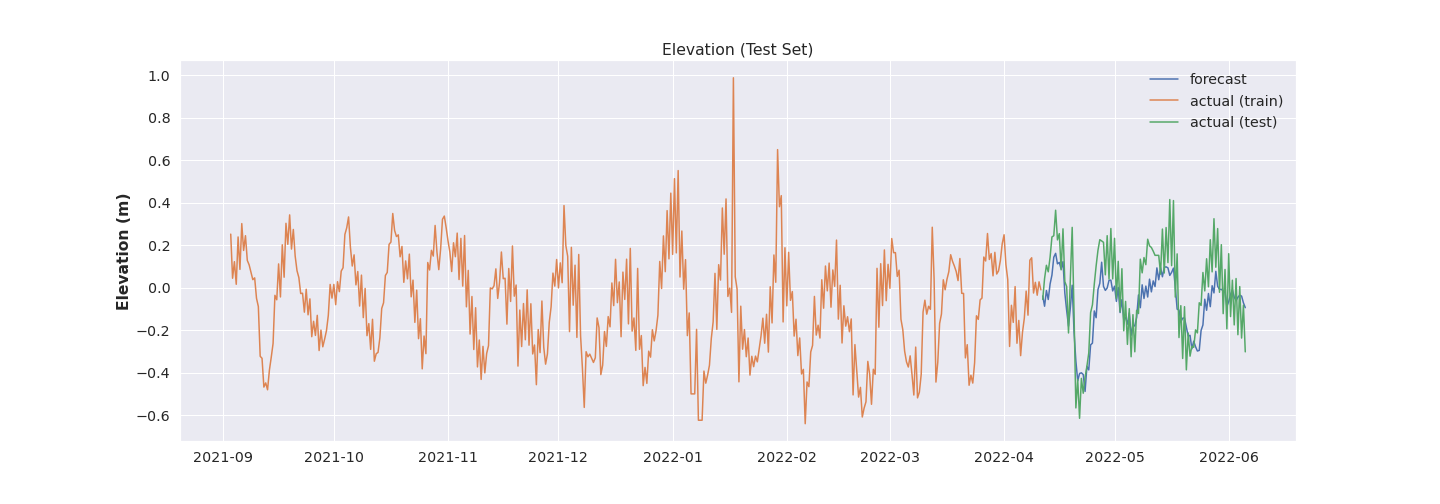 Elevation (Test Set)
1.0
0.8
0.6
0.4
0.2
0.0
−0.2
−0.4
−0.6
Elevation (m)
forecast
actual (train)
actual (test)
2021-09 2021-10 2021-11 2021-12 2022-01 2022-02 2022-03 2022-04 2022-05 2022-06